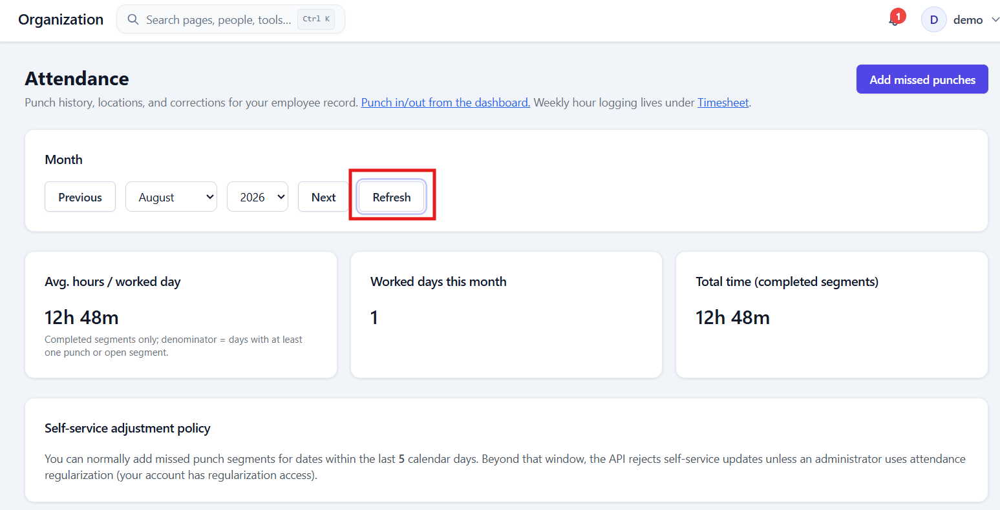 Organization
Search pages, people, tools...
Ctrl K
1
D
demo
Attendance
Add missed punches
Punch history, locations, and corrections for your employee record. Punch in/out from the dashboard. Weekly hour logging lives under Timesheet.
Month
Previous
August
2026
Next
Refresh
Avg. hours / worked day
12h 48m
Completed segments only; denominator = days with at least
one punch or open segment.
Worked days this month
1
Total time (completed segments)
12h 48m
Self-service adjustment policy
You can normally add missed punch segments for dates within the last 5 calendar days. Beyond that window, the API rejects self-service updates unless an administrator uses attendance
regularization (your account has regularization access).